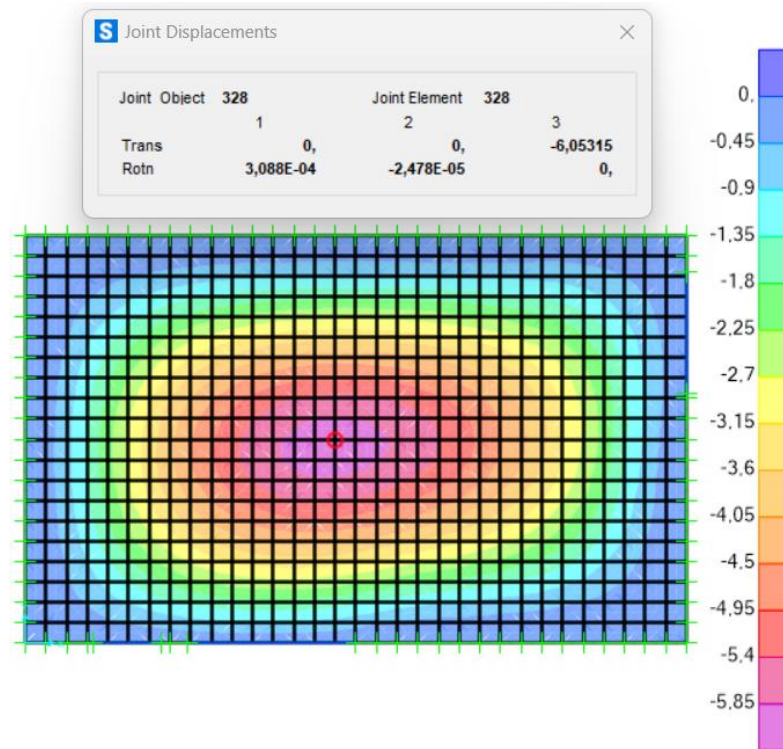 S Joint Displacements
Joint Object 328 Joint Element 328
1 2 3
Trans 0, 0, -6,05315
Rotn 3,088E-04 -2,478E-05 0,
0,
-0,45
-0,9
-1,35
-1,8
-2,25
-2,7
-3,15
-3,6
-4,05
-4,5
-4,95
-5,4
-5,85